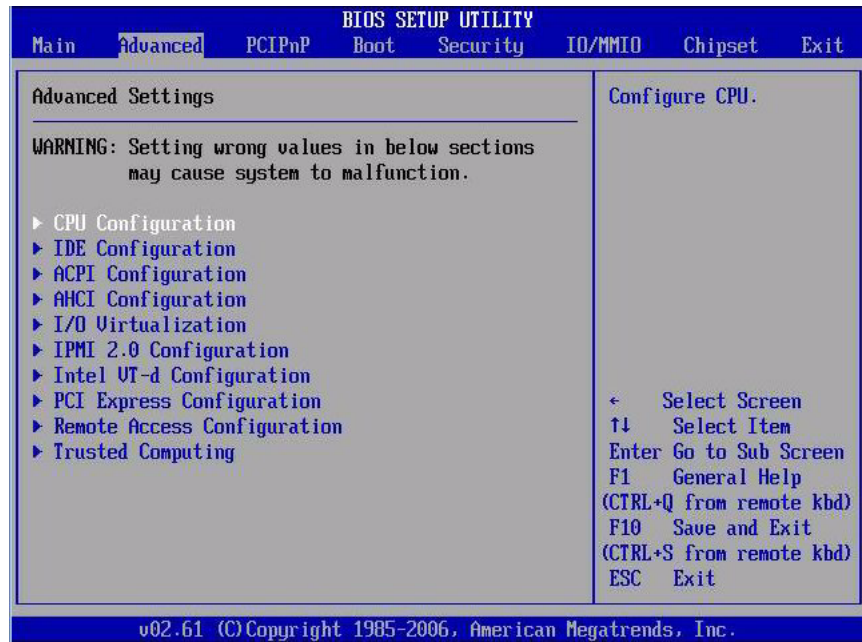 BIOS SETUP UTILITY
Main Advanced PCIPnP Boot Security IO/MMIO Chipset Exit
Advanced Settings
WARNING: Setting wrong values in below sections
may cause system to malfunction.
▶ CPU Configuration
▶ IDE Configuration
▶ ACPI Configuration
▶ AHCI Configuration
▶ I/O Virtualization
▶ IPMI 2.0 Configuration
▶ Intel VT-d Configuration
▶ PCI Express Configuration
▶ Remote Access Configuration
▶ Trusted Computing
Configure CPU.
← Select Screen
↑↓ Select Item
Enter Go to Sub Screen
F1 General Help
(CTRL+Q from remote kbd)
F10 Save and Exit
(CTRL+S from remote kbd)
ESC Exit
v02.61 (C)Copyright 1985-2006, American Megatrends, Inc.